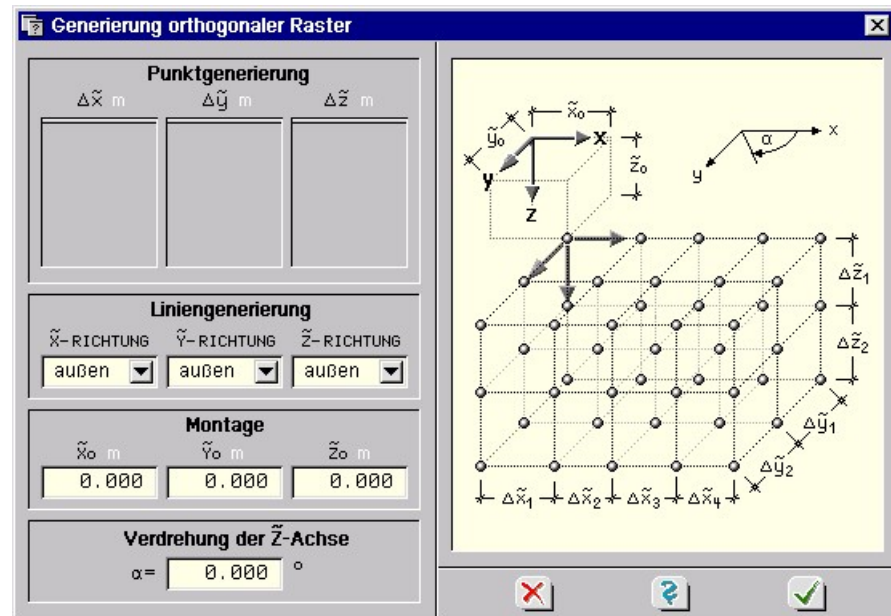 Generierung orthogonaler Raster
Punktgenerierung
Δx̃ m Δỹ m Δz̃ m
Liniengenerierung
X̃-RICHTUNG Ỹ-RICHTUNG Z̃-RICHTUNG
außen außen außen
Montage
X̃o m Ỹo m Z̃o m
0.000 0.000 0.000
Verdrehung der Z̃-Achse
α= 0.000 °
x̃o
ỹo
z̃o
x
y
z
α
x
y
Δz̃1
Δz̃2
Δỹ1
Δỹ2
Δx̃1 Δx̃2 Δx̃3 Δx̃4